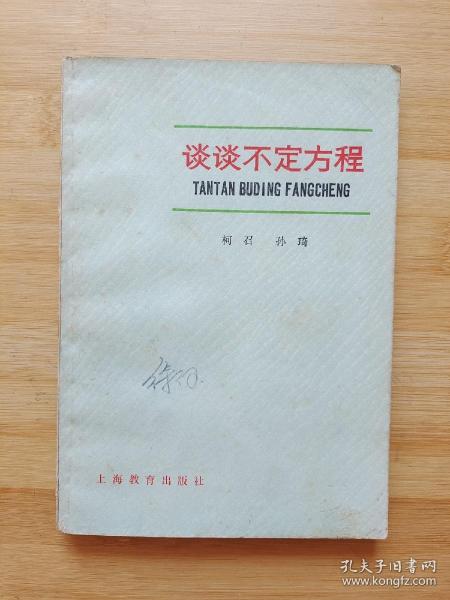 谈谈不定方程
TANTAN BUDING FANGCHENG
柯召 孙琦
上海教育出版社
孔夫子旧书网
www.kongfz.com